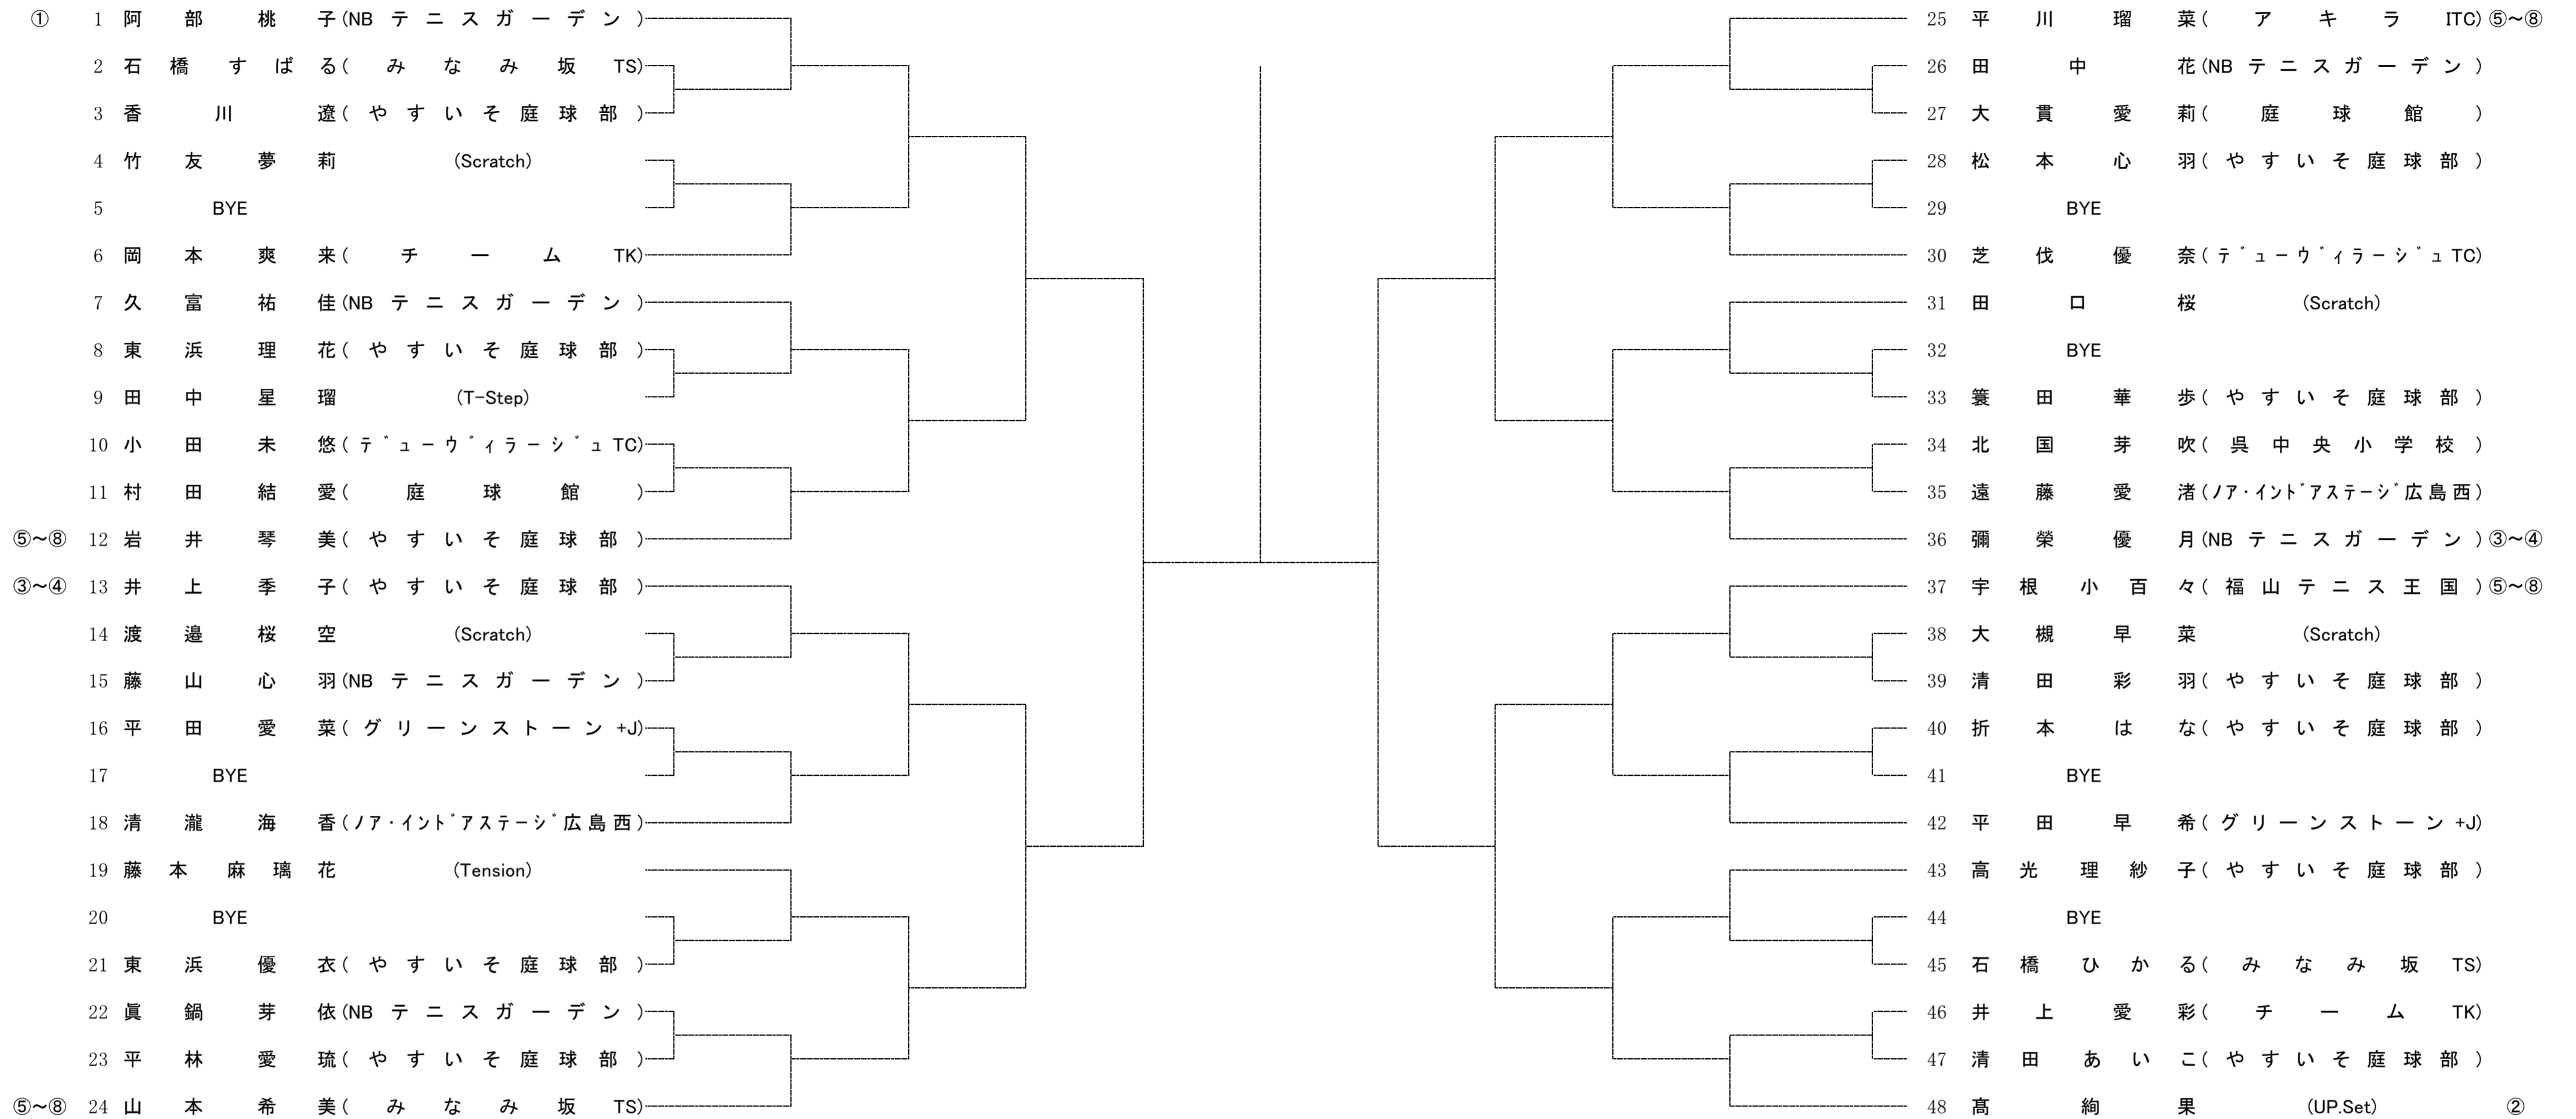 ① 1 阿部桃子(NBテニスガーデン)
2 石橋すばる(みなみ坂TS)
3 香川遼(やすいそ庭球部)
4 竹友夢莉 (Scratch)
5 BYE
6 岡本爽来(チームTK)
7 久富祐佳(NBテニスガーデン)
8 東浜理花(やすいそ庭球部)
9 田中星瑠 (T-Step)
10 小田未悠(デューヴィラージュTC)
11 村田結愛(庭球館)
⑤～⑧ 12 岩井琴美(やすいそ庭球部)
③～④ 13 井上季子(やすいそ庭球部)
14 渡邉桜空 (Scratch)
15 藤山心羽(NBテニスガーデン)
16 平田愛菜(グリーンストーン+J)
17 BYE
18 清瀧海香(ノア・インドアステージ広島西)
19 藤本麻璃花 (Tension)
20 BYE
21 東浜優衣(やすいそ庭球部)
22 眞鍋芽依(NBテニスガーデン)
23 平林愛琉(やすいそ庭球部)
⑤～⑧ 24 山本希美(みなみ坂TS)
25 平川瑠菜(アキラITC) ⑤～⑧
26 田中花(NBテニスガーデン)
27 大貫愛莉(庭球館)
28 松本心羽(やすいそ庭球部)
29 BYE
30 芝伐優奈(デューヴィラージュTC)
31 田口桜 (Scratch)
32 BYE
33 簑田華歩(やすいそ庭球部)
34 北国芽吹(呉中央小学校)
35 遠藤愛渚(ノア・インドアステージ広島西)
36 彌榮優月(NBテニスガーデン) ③～④
37 宇根小百々(福山テニス王国) ⑤～⑧
38 大槻早菜 (Scratch)
39 清田彩羽(やすいそ庭球部)
40 折本はな(やすいそ庭球部)
41 BYE
42 平田早希(グリーンストーン+J)
43 高光理紗子(やすいそ庭球部)
44 BYE
45 石橋ひかる(みなみ坂TS)
46 井上愛彩(チームTK)
47 清田あいこ(やすいそ庭球部)
48 髙絢果 (UP.Set) ②